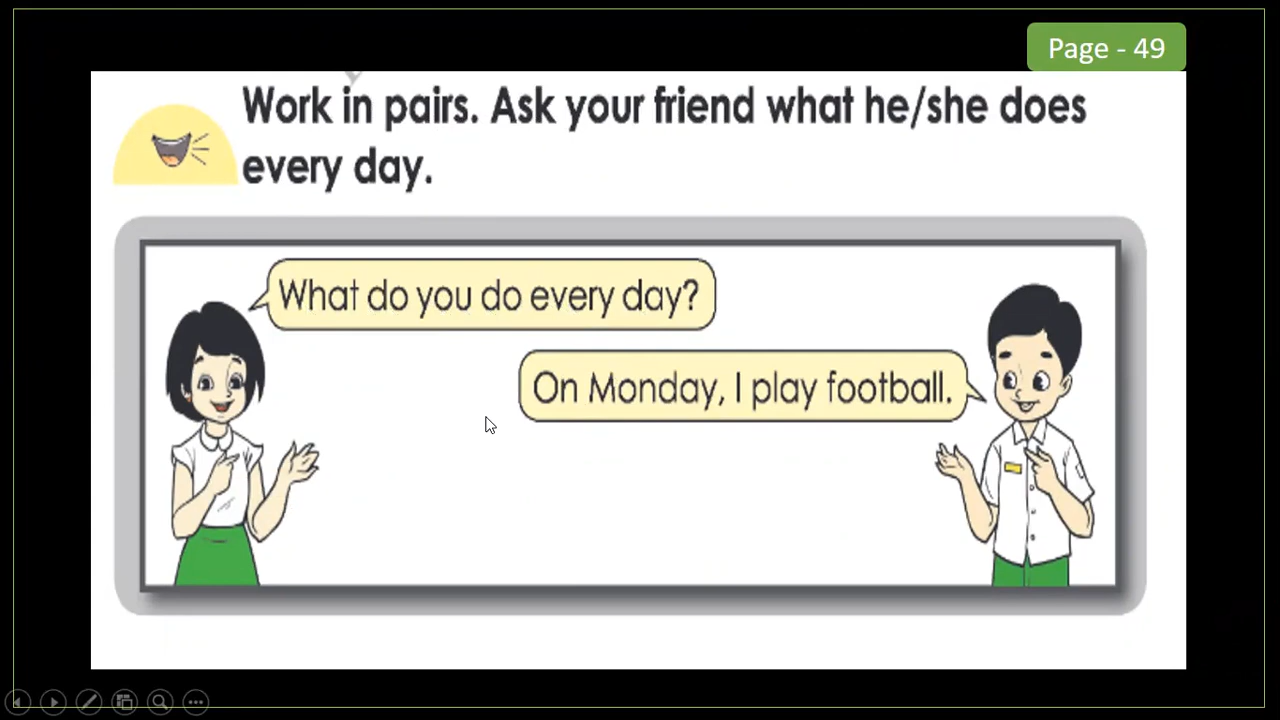 Page - 49
Work in pairs. Ask your friend what he/she does
every day.
What do you do every day?
On Monday, I play football.